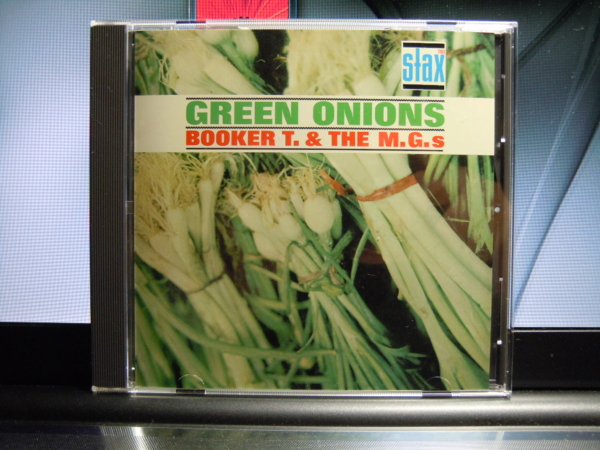 stax
GREEN ONIONS
BOOKER T. & THE M.G.s